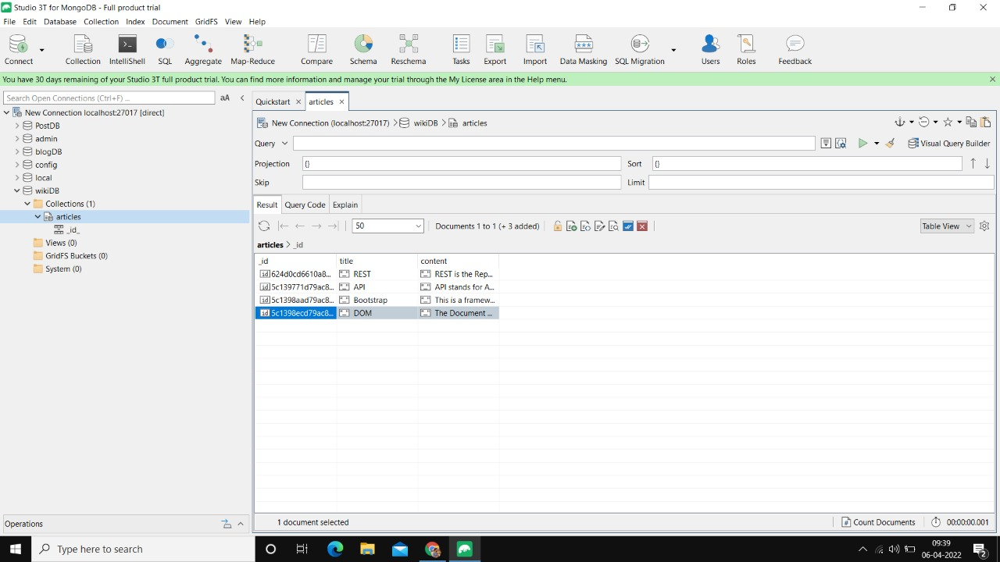 Studio 3T for MongoDB - Full product trial
File Edit Database Collection Index Document GridFS View Help
Connect Collection IntelliShell SQL Aggregate Map-Reduce Compare Schema Reschema Tasks Export Import Data Masking SQL Migration Users Roles Feedback
You have 30 days remaining of your Studio 3T full product trial. You can find more information and manage your trial through the My License area in the Help menu.
Search Open Connections (Ctrl+F) ... aA
New Connection localhost:27017 [direct]
PostDB
admin
blogDB
config
local
wikiDB
Collections (1)
articles
_id_
Views (0)
GridFS Buckets (0)
System (0)
Operations
Quickstart articles
New Connection (localhost:27017) wikiDB articles
Query Visual Query Builder
Projection {} Sort {}
Skip Limit
Result Query Code Explain
50 Documents 1 to 1 (+ 3 added) Table View
articles > _id
_id title content
624d0cd6610a8... REST REST is the Rep...
5c139771d79ac8... API API stands for A...
5c1398aad79ac8... Bootstrap This is a framew...
5c1398ecd79ac8... DOM The Document ...
1 document selected Count Documents 00:00:00.001
Type here to search
09:39
06-04-2022
2